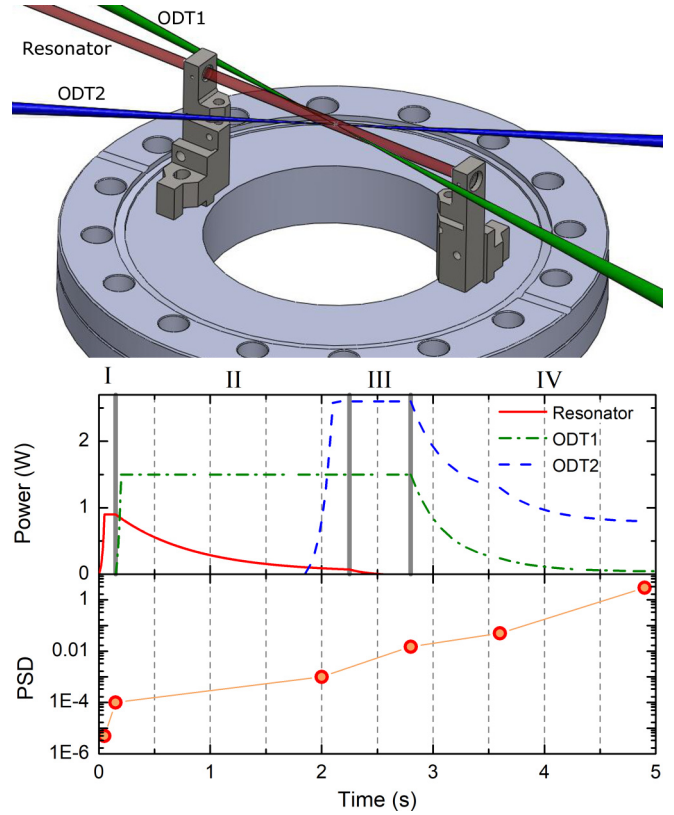 ODT1
Resonator
ODT2
I II III IV
Resonator
ODT1
ODT2
Power (W)
2
1
0
PSD
1
0.01
1E-4
1E-6
0 1 2 3 4 5
Time (s)